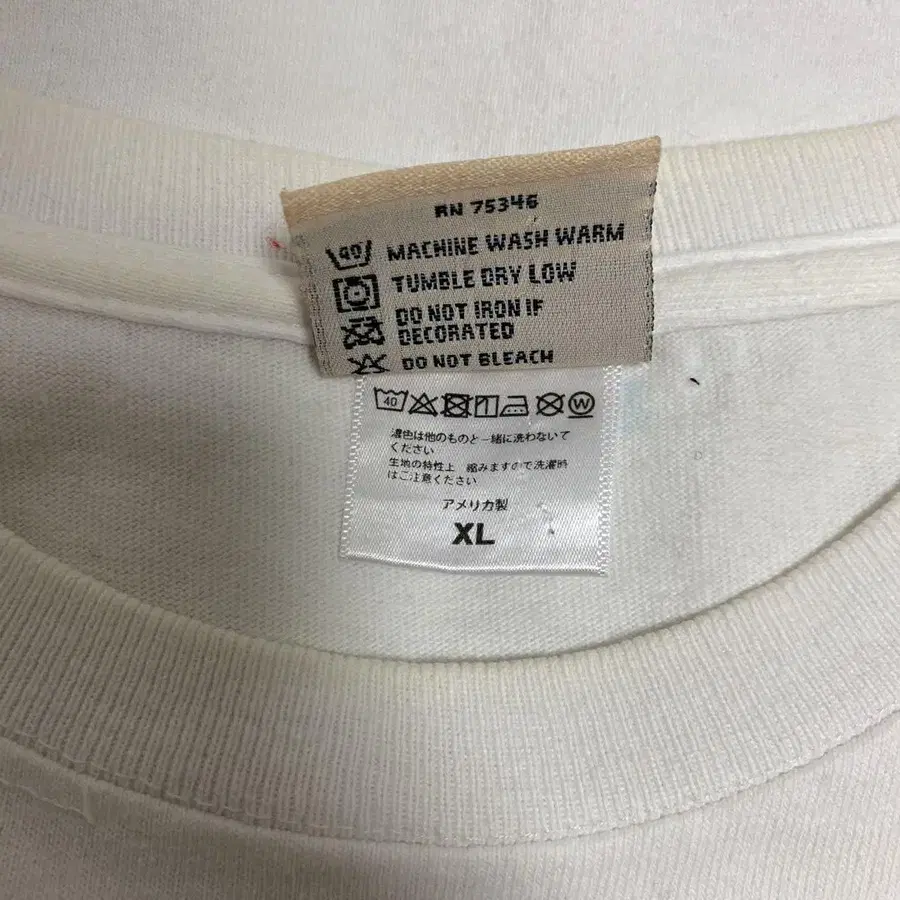 RN 75346
40 MACHINE WASH WARM
TUMBLE DRY LOW
DO NOT IRON IF
DECORATED
DO NOT BLEACH
40 W
濃色は他のものと一緒に洗わないで
ください
生地の特性上 縮みますので洗濯時
はご注意ください
アメリカ製
XL